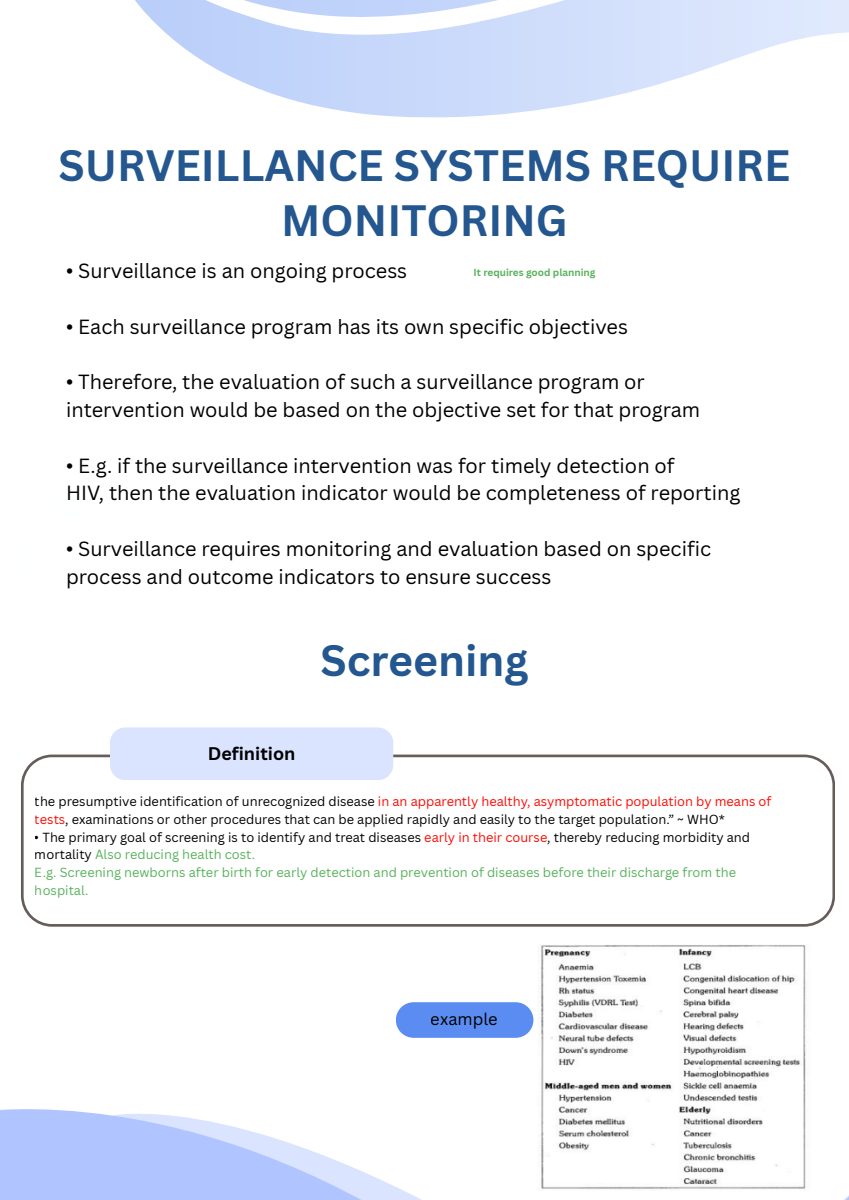 SURVEILLANCE SYSTEMS REQUIRE
MONITORING
• Surveillance is an ongoing process
It requires good planning
• Each surveillance program has its own specific objectives
• Therefore, the evaluation of such a surveillance program or
intervention would be based on the objective set for that program
• E.g. if the surveillance intervention was for timely detection of
HIV, then the evaluation indicator would be completeness of reporting
• Surveillance requires monitoring and evaluation based on specific
process and outcome indicators to ensure success
Screening
Definition
the presumptive identification of unrecognized disease in an apparently healthy, asymptomatic population by means of
tests, examinations or other procedures that can be applied rapidly and easily to the target population.” ~ WHO*
• The primary goal of screening is to identify and treat diseases early in their course, thereby reducing morbidity and
mortality Also reducing health cost.
E.g. Screening newborns after birth for early detection and prevention of diseases before their discharge from the
hospital.
example
Pregnancy
Anaemia
Hypertension Toxemia
Rh status
Syphilis (VDRL Test)
Diabetes
Cardiovascular disease
Neural tube defects
Down's syndrome
HIV
Middle-aged men and women
Hypertension
Cancer
Diabetes mellitus
Serum cholesterol
Obesity
Infancy
LCB
Congenital dislocation of hip
Congenital heart disease
Spina bifida
Cerebral palsy
Hearing defects
Visual defects
Hypothyroidism
Developmental screening tests
Haemoglobinopathies
Sickle cell anaemia
Undescended testis
Elderly
Nutritional disorders
Cancer
Tuberculosis
Chronic bronchitis
Glaucoma
Cataract